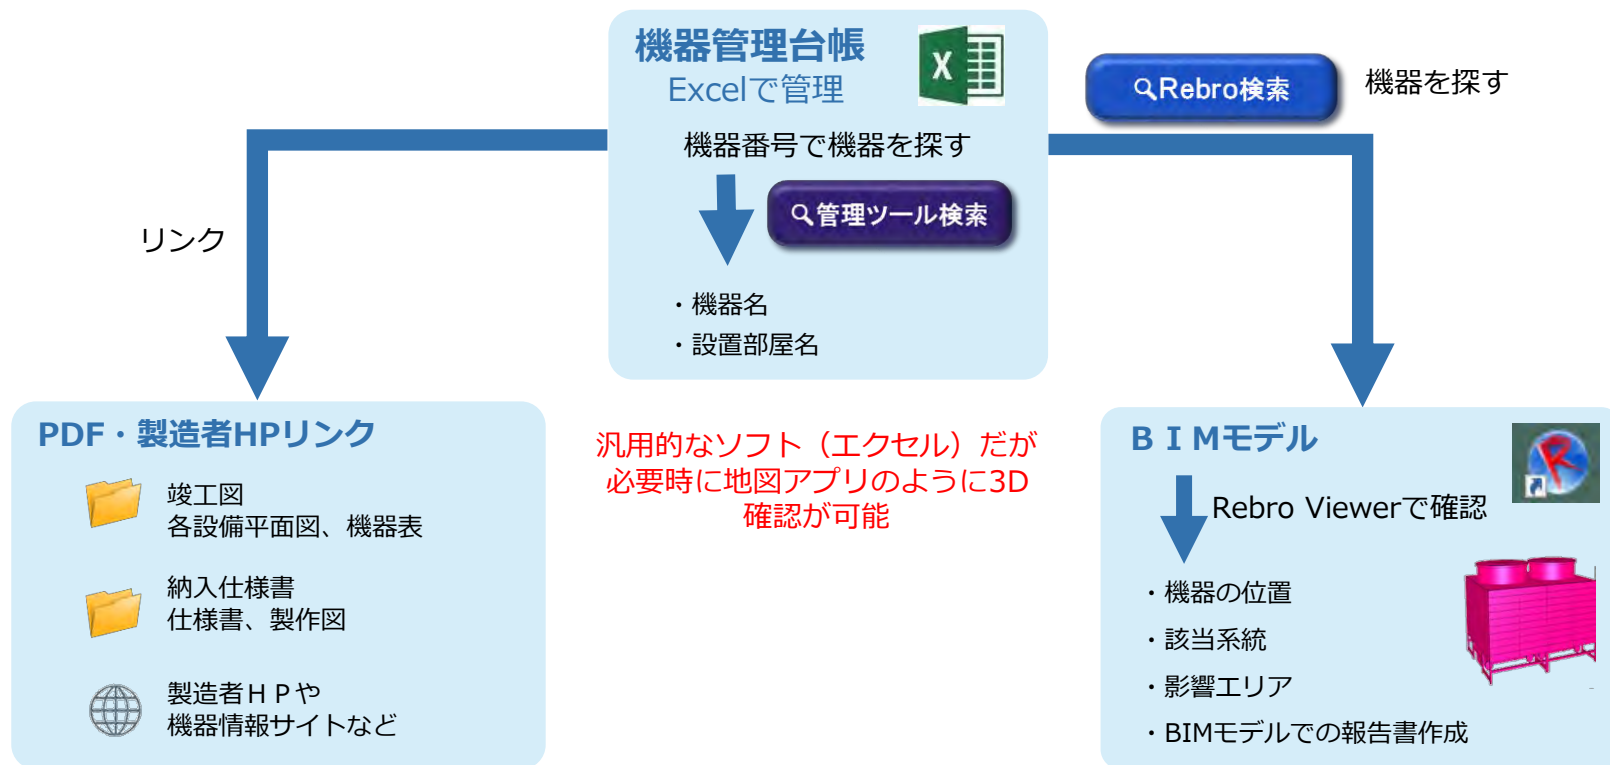 機器管理台帳
Excelで管理
X
機器番号で機器を探す
管理ツール検索
・機器名
・設置部屋名
Rebro検索
機器を探す
リンク
PDF・製造者HPリンク
竣工図
各設備平面図、機器表
納入仕様書
仕様書、製作図
製造者ＨＰや
機器情報サイトなど
汎用的なソフト（エクセル）だが
必要時に地図アプリのように3D
確認が可能
ＢＩＭモデル
R
Rebro Viewerで確認
・機器の位置
・該当系統
・影響エリア
・BIMモデルでの報告書作成